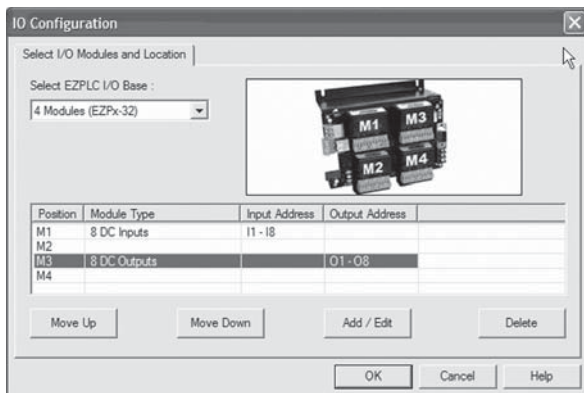 IO Configuration
Select I/O Modules and Location
Select EZPLC I/O Base :
4 Modules (EZPx-32)
M1 M3
M2 M4
Position Module Type Input Address Output Address
M1 8 DC Inputs I1 - I8
M2
M3 8 DC Outputs O1 - O8
M4
Move Up Move Down Add / Edit Delete
OK Cancel Help